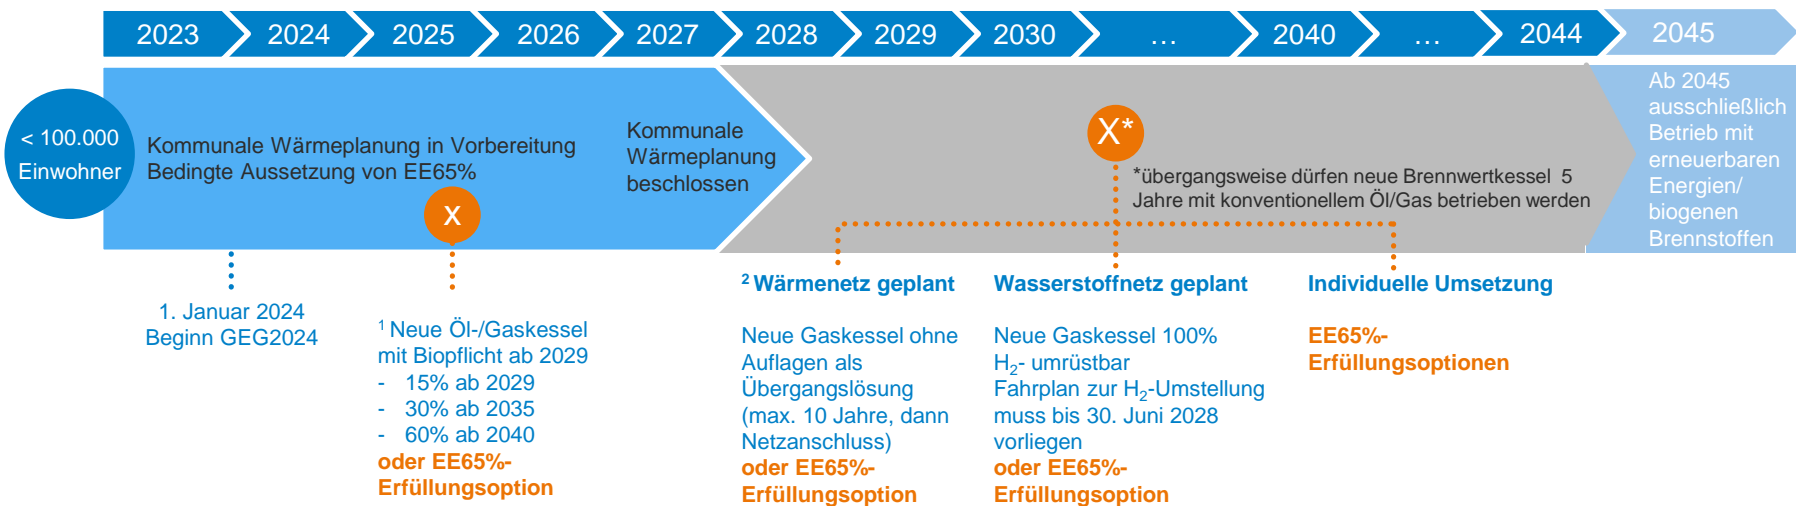 2023 2024 2025 2026 2027 2028 2029 2030 ... 2040 ... 2044 2045
< 100.000
Einwohner
Kommunale Wärmeplanung in Vorbereitung
Bedingte Aussetzung von EE65%
x
Kommunale
Wärmeplanung
beschlossen
X*
*übergangsweise dürfen neue Brennwertkessel 5
Jahre mit konventionellem Öl/Gas betrieben werden
Ab 2045
ausschließlich
Betrieb mit
erneuerbaren
Energien/
biogenen
Brennstoffen
1. Januar 2024
Beginn GEG2024
¹ Neue Öl-/Gaskessel
mit Biopflicht ab 2029
- 15% ab 2029
- 30% ab 2035
- 60% ab 2040
oder EE65%-
Erfüllungsoption
² Wärmenetz geplant
Neue Gaskessel ohne
Auflagen als
Übergangslösung
(max. 10 Jahre, dann
Netzanschluss)
oder EE65%-
Erfüllungsoption
Wasserstoffnetz geplant
Neue Gaskessel 100%
H₂- umrüstbar
Fahrplan zur H₂-Umstellung
muss bis 30. Juni 2028
vorliegen
oder EE65%-
Erfüllungsoption
Individuelle Umsetzung
EE65%-
Erfüllungsoptionen